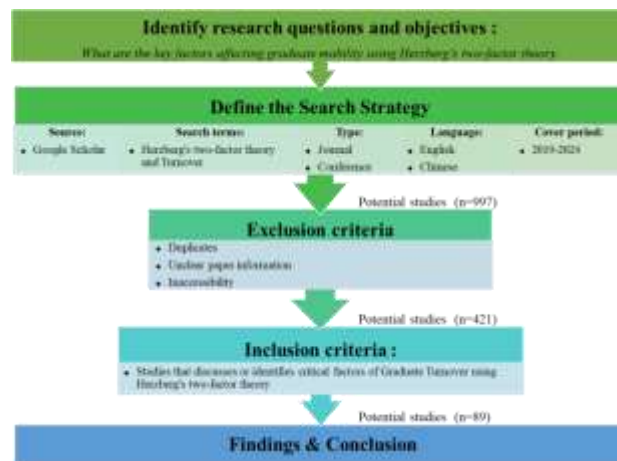 Identify research questions and objectives :
What are the key factors affecting graduate mobility using Herzberg's two-factor theory
Define the Search Strategy
Source:
• Google Scholar
Search terms:
• Herzberg's two-factor theory
and Turnover
Type:
• Journal
• Conference
Language:
• English
• Chinese
Cover period:
• 2019-2024
Potential studies (n=997)
Exclusion criteria
• Duplicates
• Unclear paper information
• Inaccessibility
Potential studies (n=421)
Inclusion criteria :
• Studies that discusses or identifies critical factors of Graduate Turnover using
Herzberg's two-factor theory
Potential studies (n=89)
Findings & Conclusion